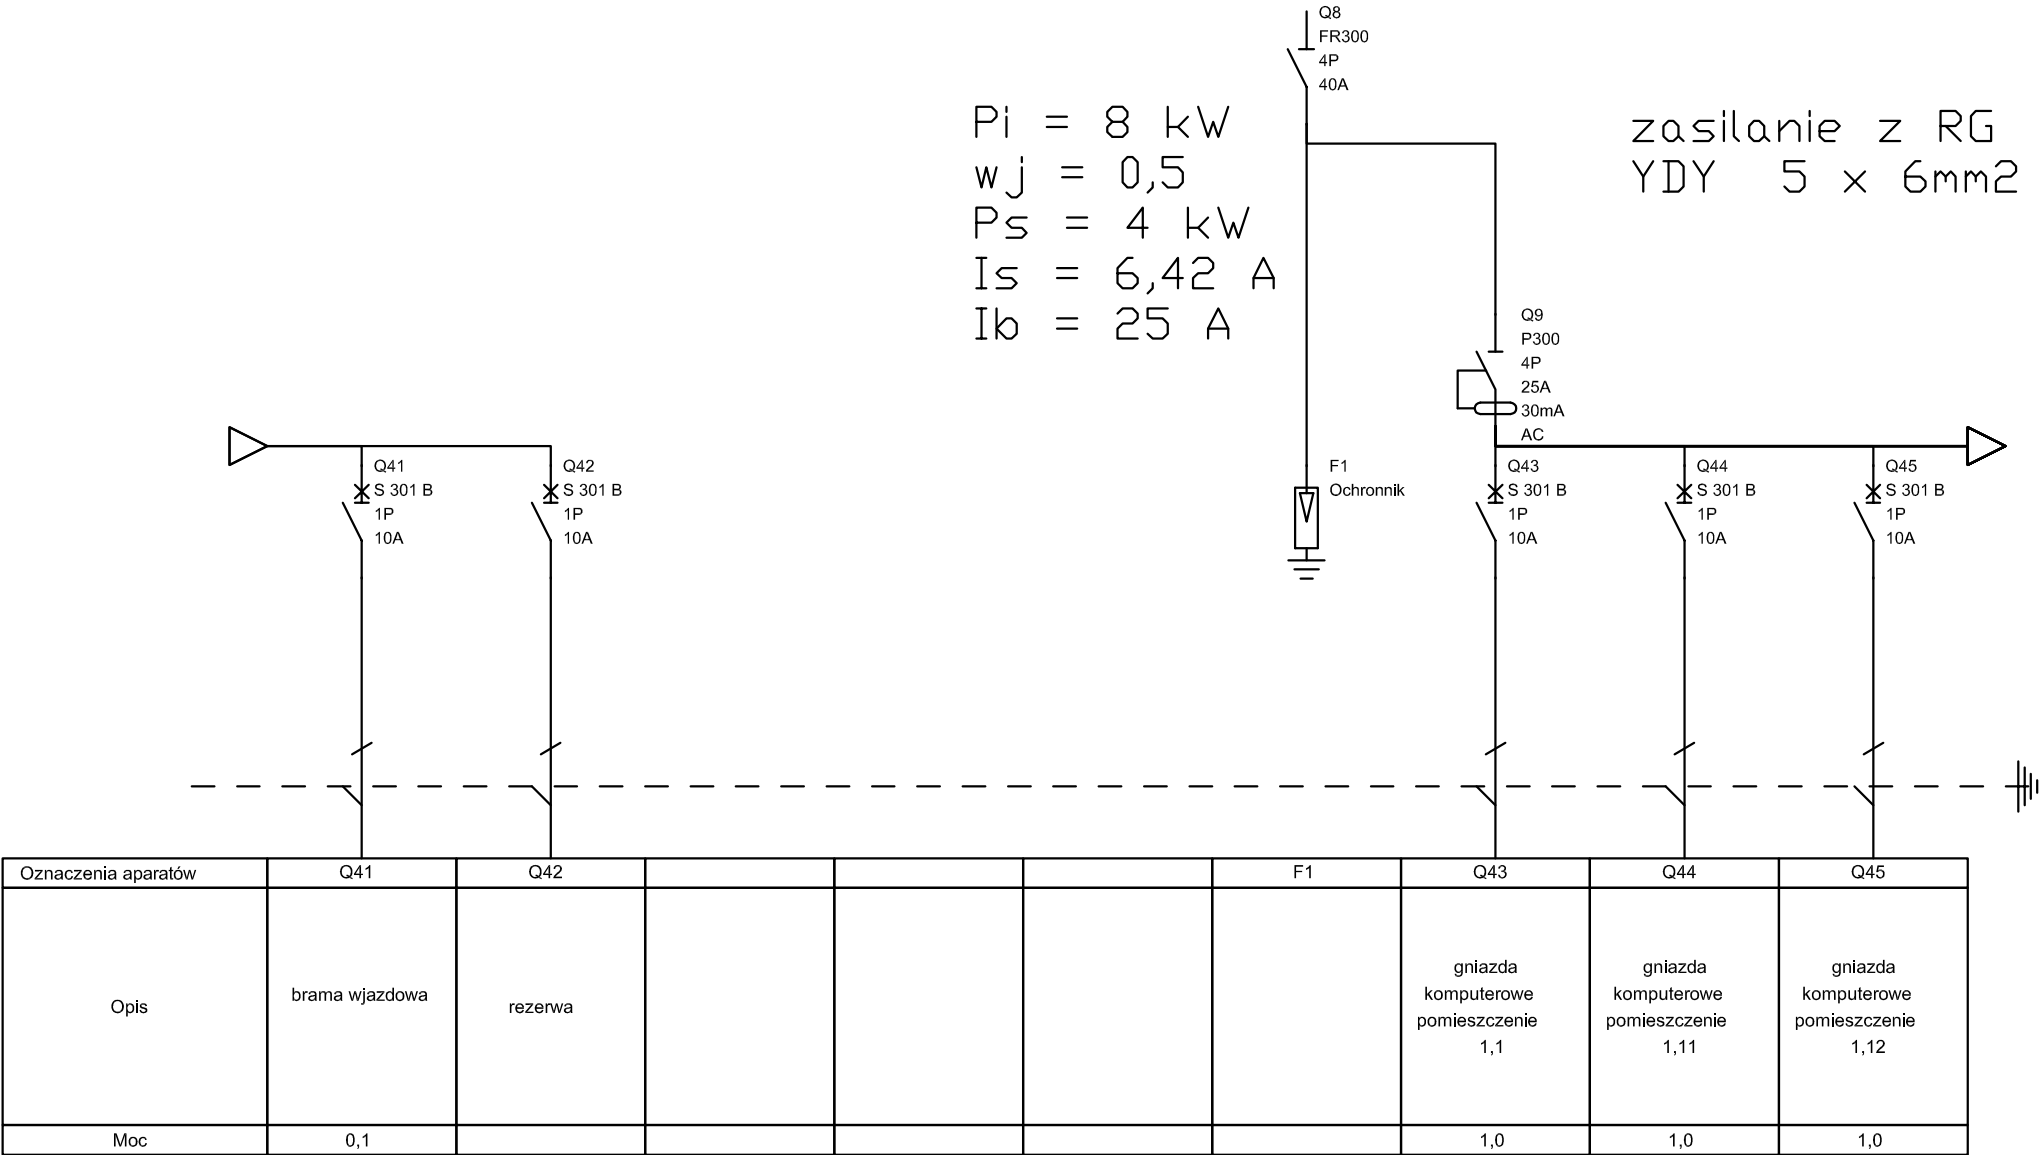 Q8
FR300
4P
40A
Pi = 8 kW
wj = 0,5
Ps = 4 kW
Is = 6,42 A
Ib = 25 A
zasilanie z RG
YDY 5 x 6mm2
Q9
P300
4P
25A
30mA
AC
Q41
S 301 B
1P
10A
Q42
S 301 B
1P
10A
F1
Ochronnik
Q43
S 301 B
1P
10A
Q44
S 301 B
1P
10A
Q45
S 301 B
1P
10A
Oznaczenia aparatów Q41 Q42 F1 Q43 Q44 Q45
Opis
brama wjazdowa
rezerwa
gniazda
komputerowe
pomieszczenie
1,1
gniazda
komputerowe
pomieszczenie
1,11
gniazda
komputerowe
pomieszczenie
1,12
Moc 0,1 1,0 1,0 1,0